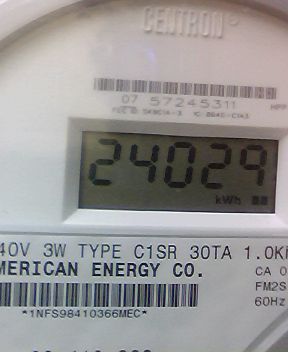 CENTRON®
07 57245311
24029
kWh
40V 3W TYPE C1SR 30TA 1.0K
MERICAN ENERGY CO.
CA 0
FM2S
60Hz
*1NFS98410366MEC*